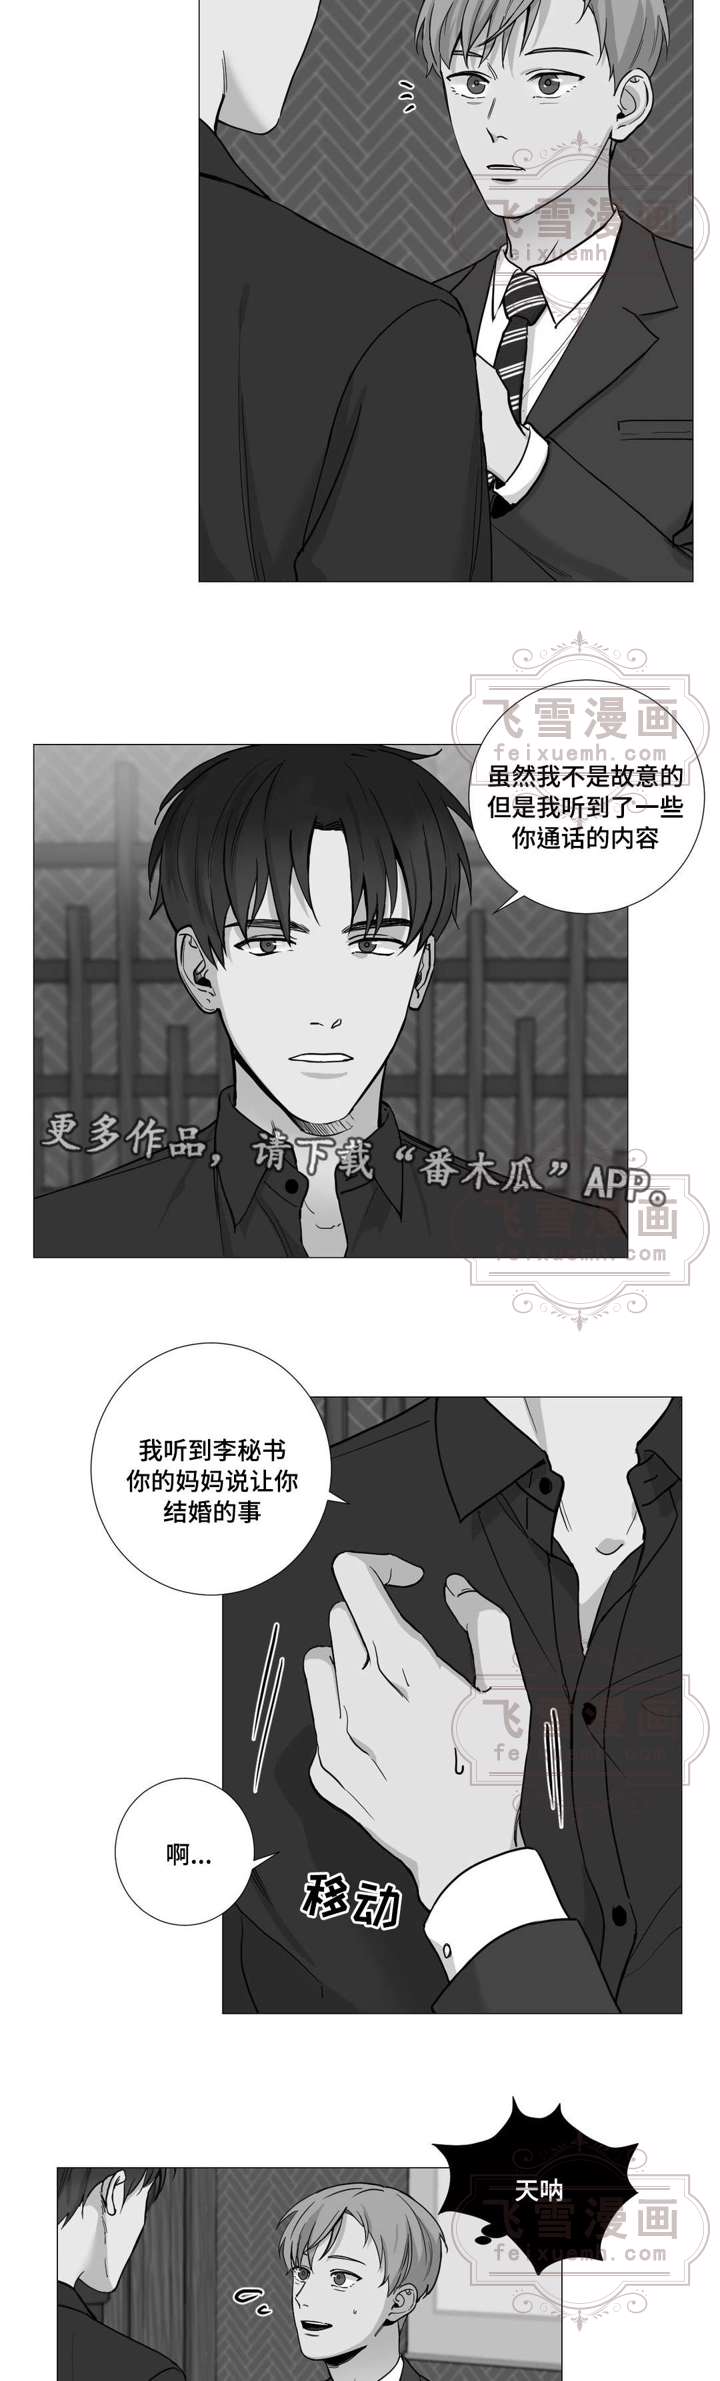 飞雪漫画
feixuemh.com
飞雪漫画
feixuemh.com
虽然我不是故意的
但是我听到了一些
你通话的内容
更多作品，请下载“番木瓜”APP。
飞雪漫画
feixuemh.com
我听到李秘书
你的妈妈说让你
结婚的事
飞雪漫画
feixuemh.com
啊...
移动
天呐
飞雪漫画
feixuemh.com